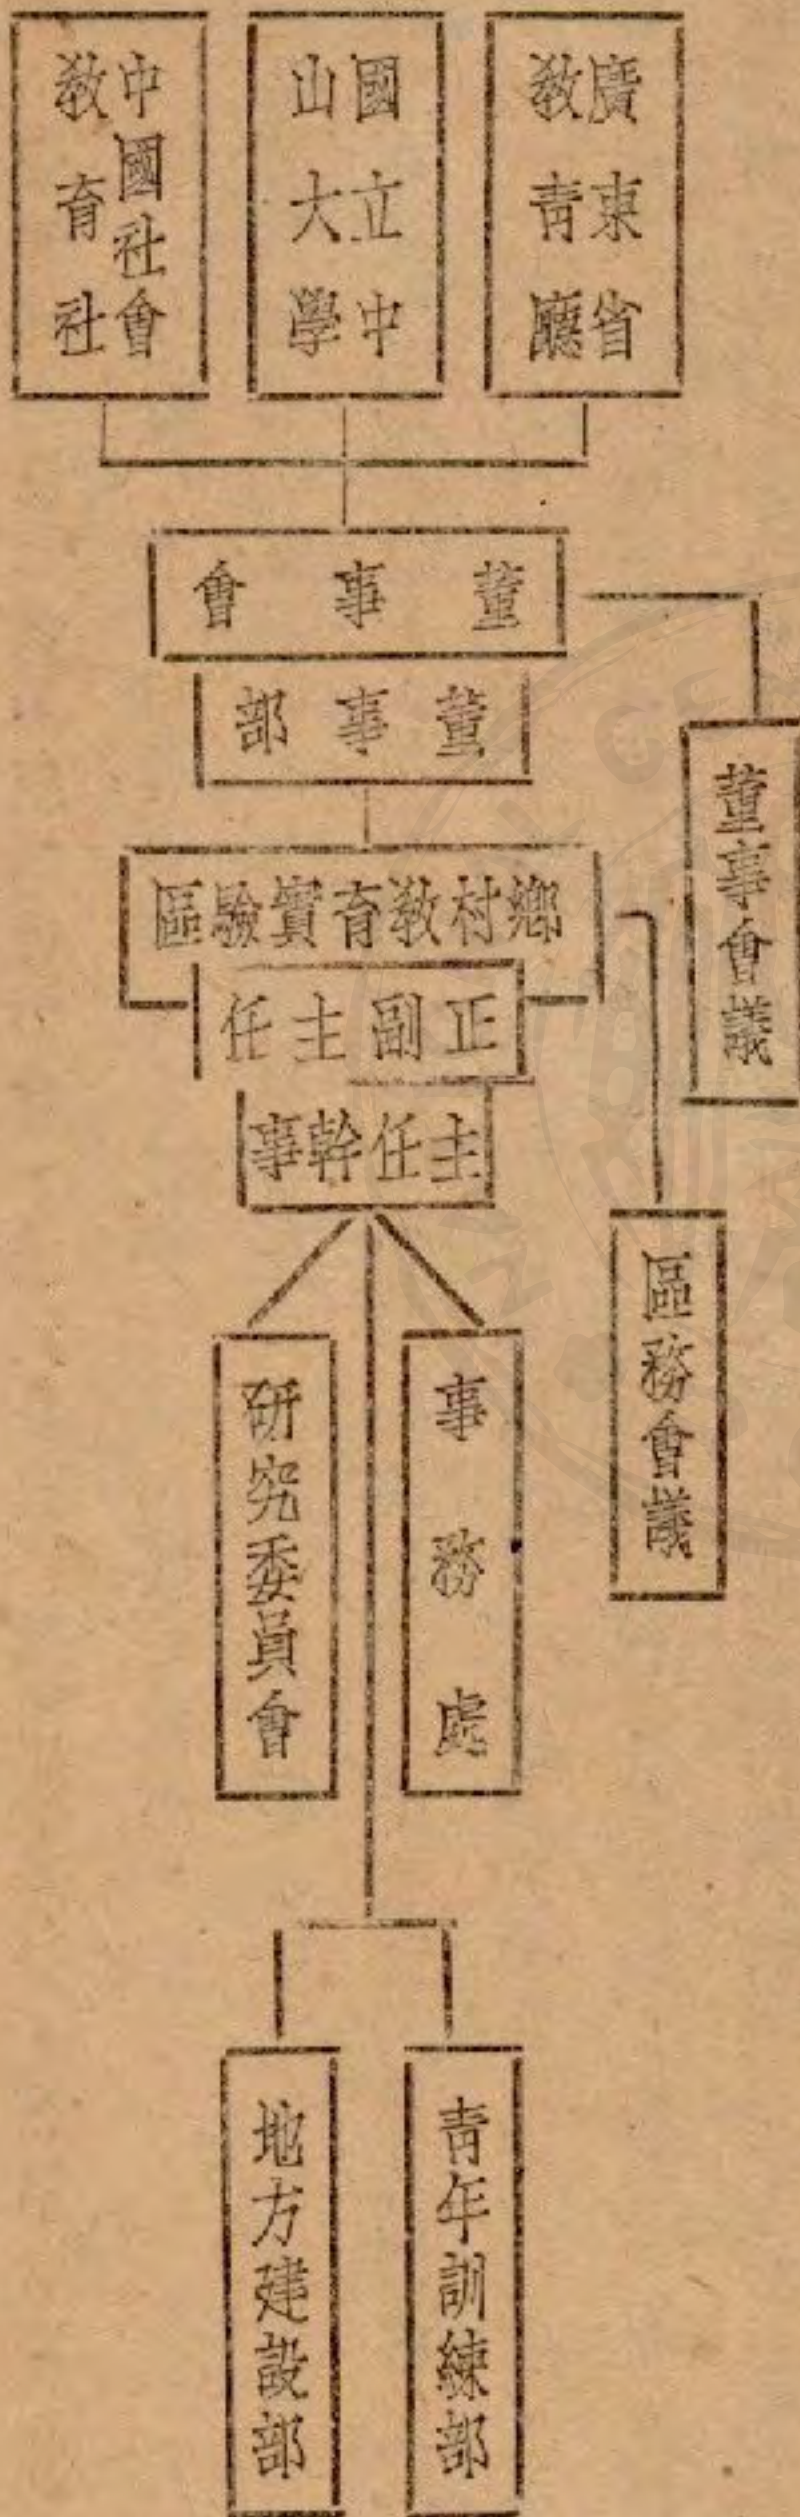 廣東省
教育廳
國立中
山大學
中國社會
教育社
董事會
董事部
董事會議
鄉村教育實驗區
正副主任
主任幹事
區務會議
事務處
研究委員會
青年訓練部
地方建設部